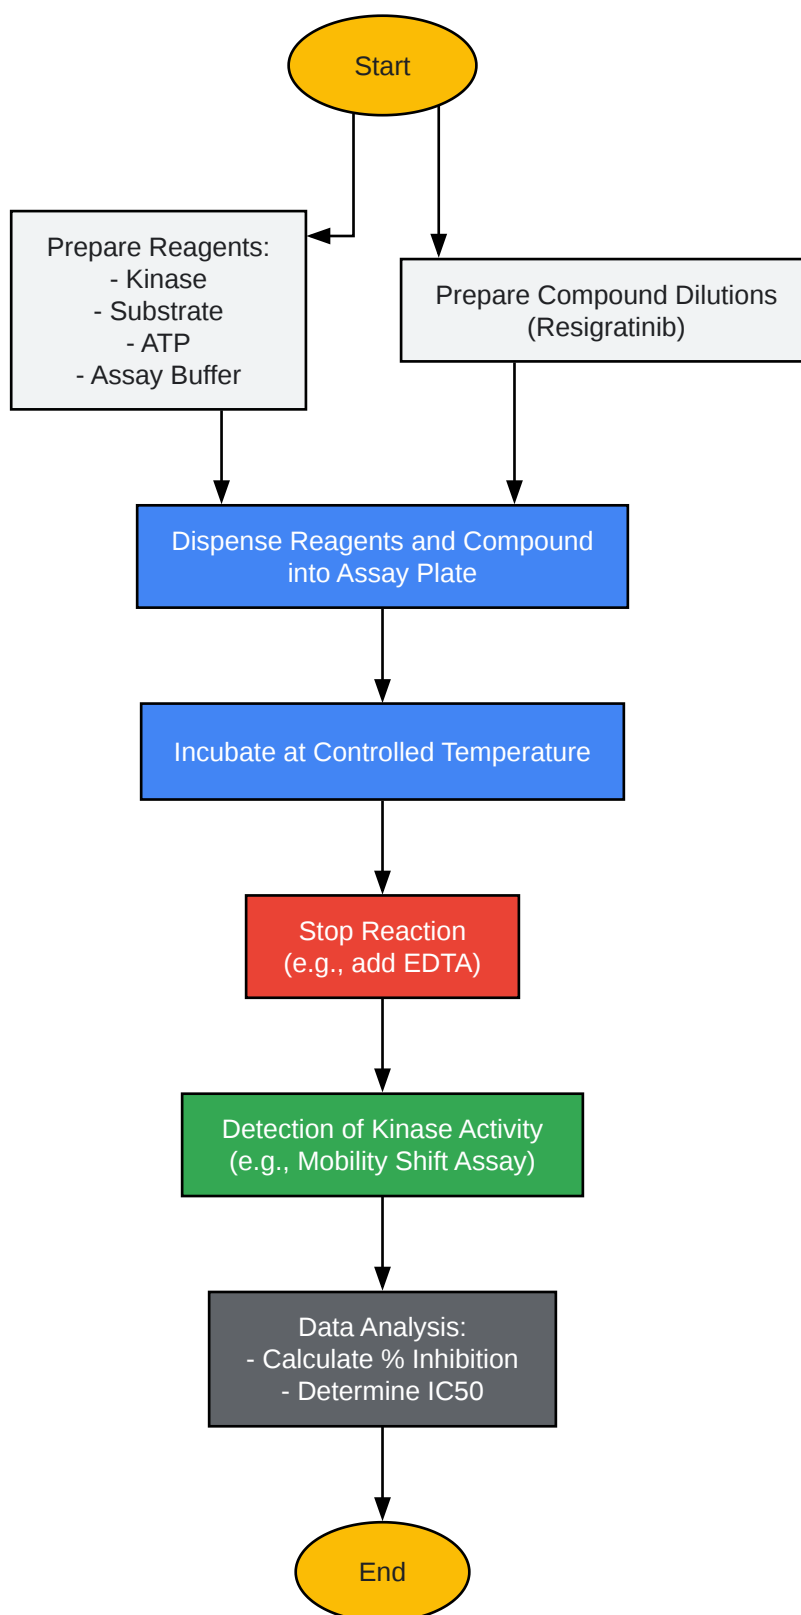 Start
Prepare Reagents:
- Kinase
- Substrate
- ATP
- Assay Buffer
Prepare Compound Dilutions
(Resigratinib)
Dispense Reagents and Compound
into Assay Plate
Incubate at Controlled Temperature
Stop Reaction
(e.g., add EDTA)
Detection of Kinase Activity
(e.g., Mobility Shift Assay)
Data Analysis:
- Calculate % Inhibition
- Determine IC50
End